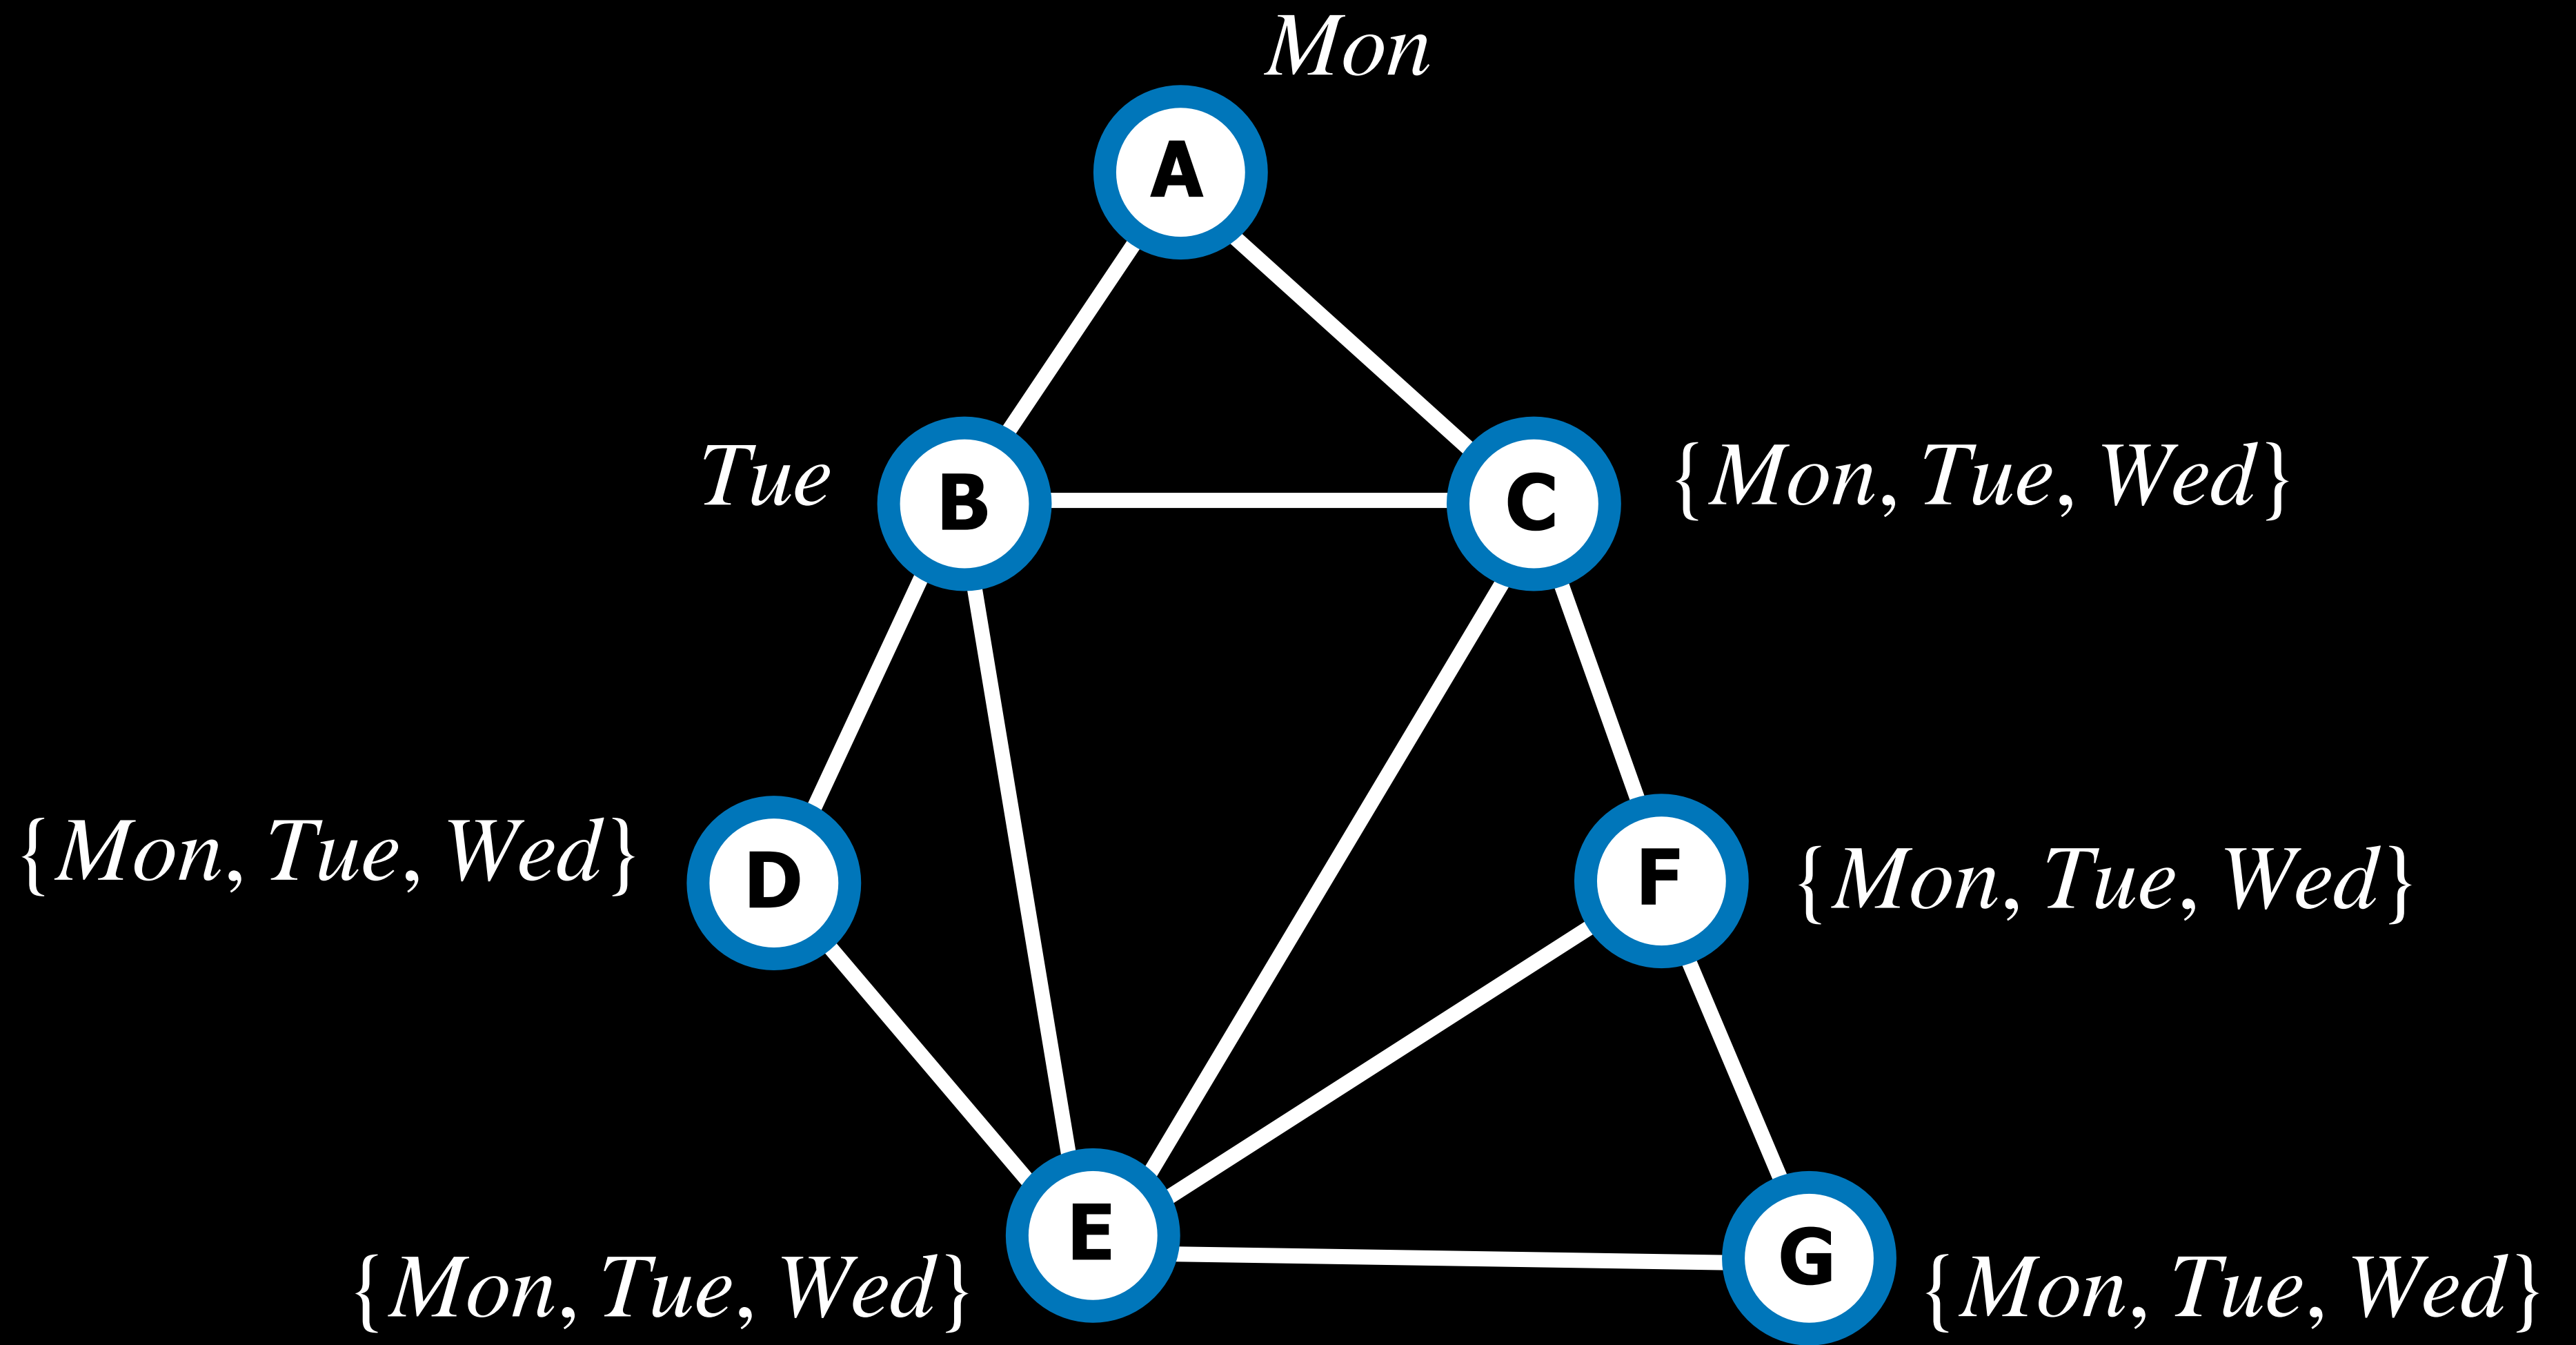 Mon
A
Tue
B
C
{Mon, Tue, Wed}
{Mon, Tue, Wed}
D
F
{Mon, Tue, Wed}
{Mon, Tue, Wed}
E
G
{Mon, Tue, Wed}